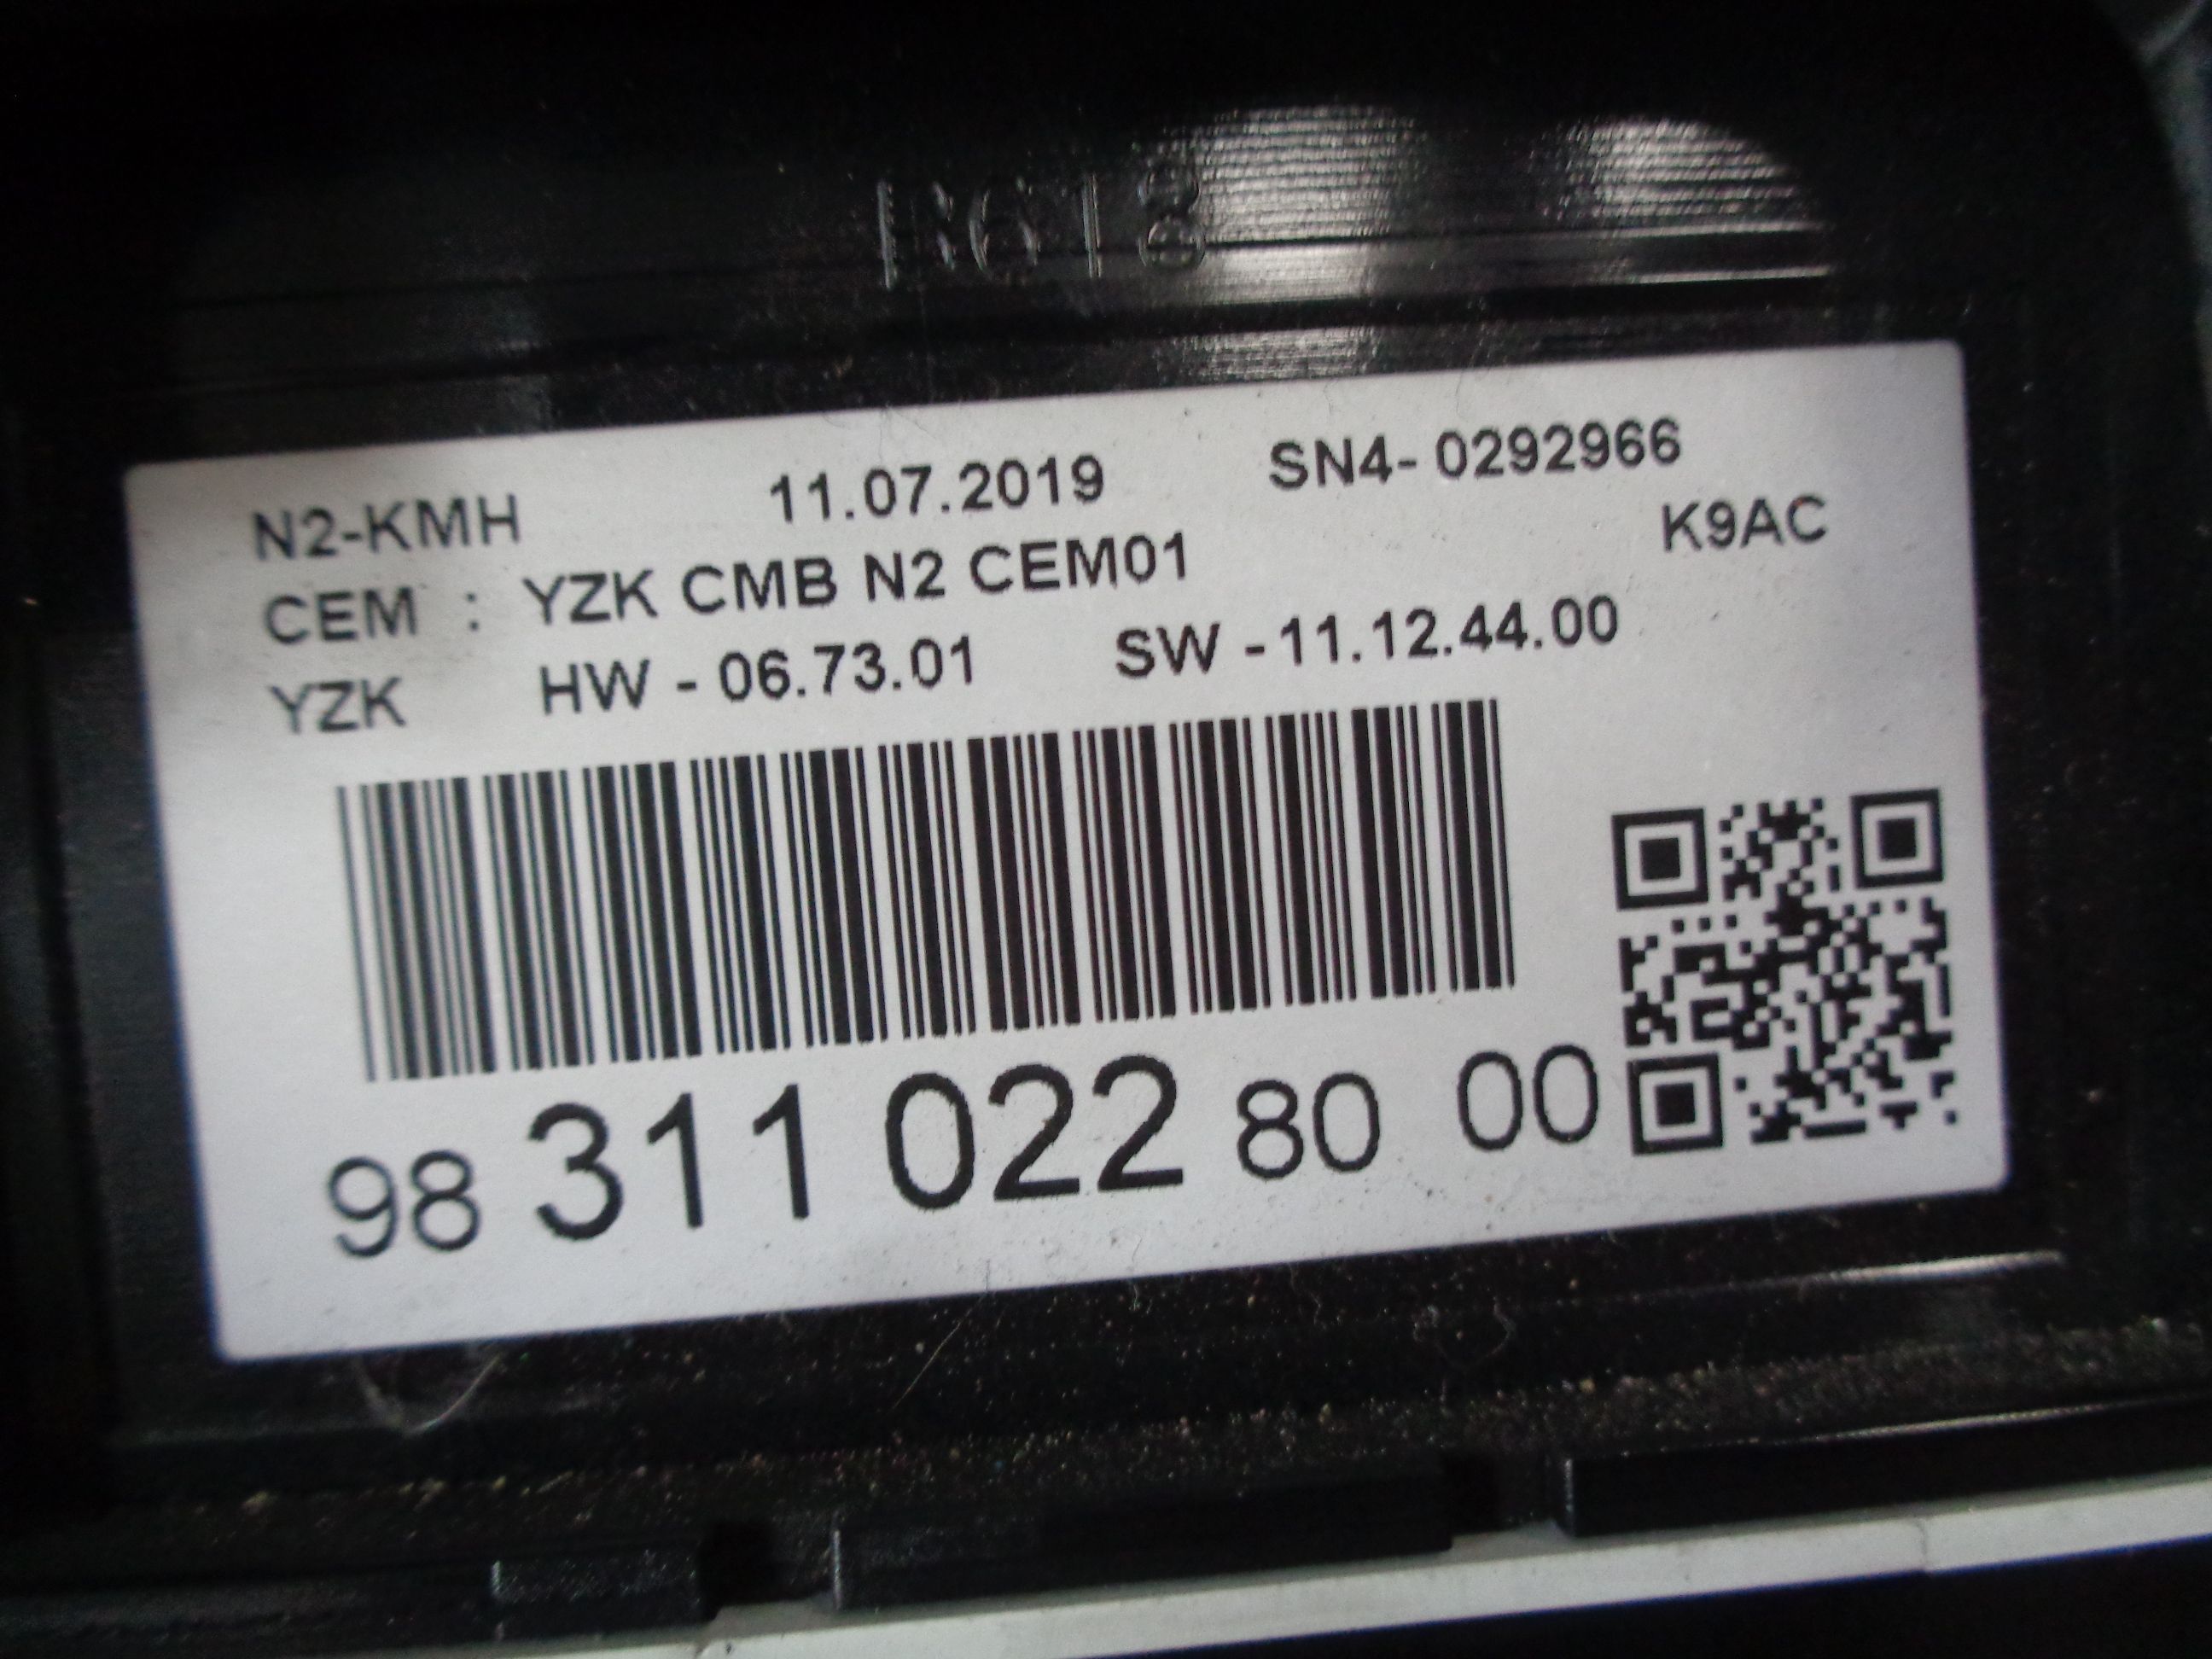 N2-KMH 11.07.2019 SN4- 0292966
CEM : YZK CMB N2 CEM01 K9AC
YZK HW - 06.73.01 SW -11.12.44.00
98 311 022 80 00